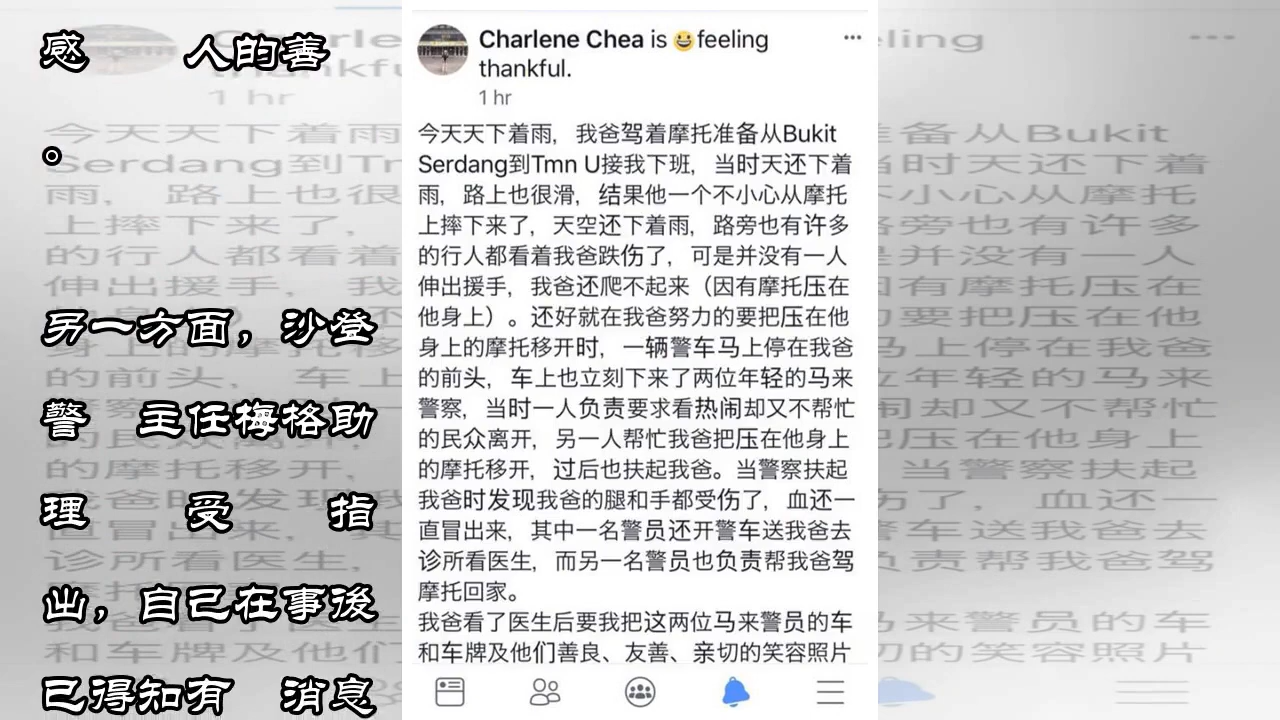 感 人的善
。
另一方面，沙登
警 主任梅格助
理 受 指
出，自己在事後
已得知有 消息
Charlene Chea is 😃 feeling
thankful.
1 hr
今天天下着雨，我爸驾着摩托准备从Bukit
Serdang到Tmn U接我下班，当时天还下着
雨，路上也很滑，结果他一个不小心从摩托
上摔下来了，天空还下着雨，路旁也有许多
的行人都看着我爸跌伤了，可是并没有一人
伸出援手，我爸还爬不起来（因有摩托压在
他身上）。还好就在我爸努力的要把压在他
身上的摩托移开时，一辆警车马上停在我爸
的前头，车上也立刻下来了两位年轻的马来
警察，当时一人负责要求看热闹却又不帮忙
的民众离开，另一人帮忙我爸把压在他身上
的摩托移开，过后也扶起我爸。当警察扶起
我爸时发现我爸的腿和手都受伤了，血还一
直冒出来，其中一名警员还开警车送我爸去
诊所看医生，而另一名警员也负责帮我爸驾
摩托回家。
我爸看了医生后要我把这两位马来警员的车
和车牌及他们善良、友善、亲切的笑容照片